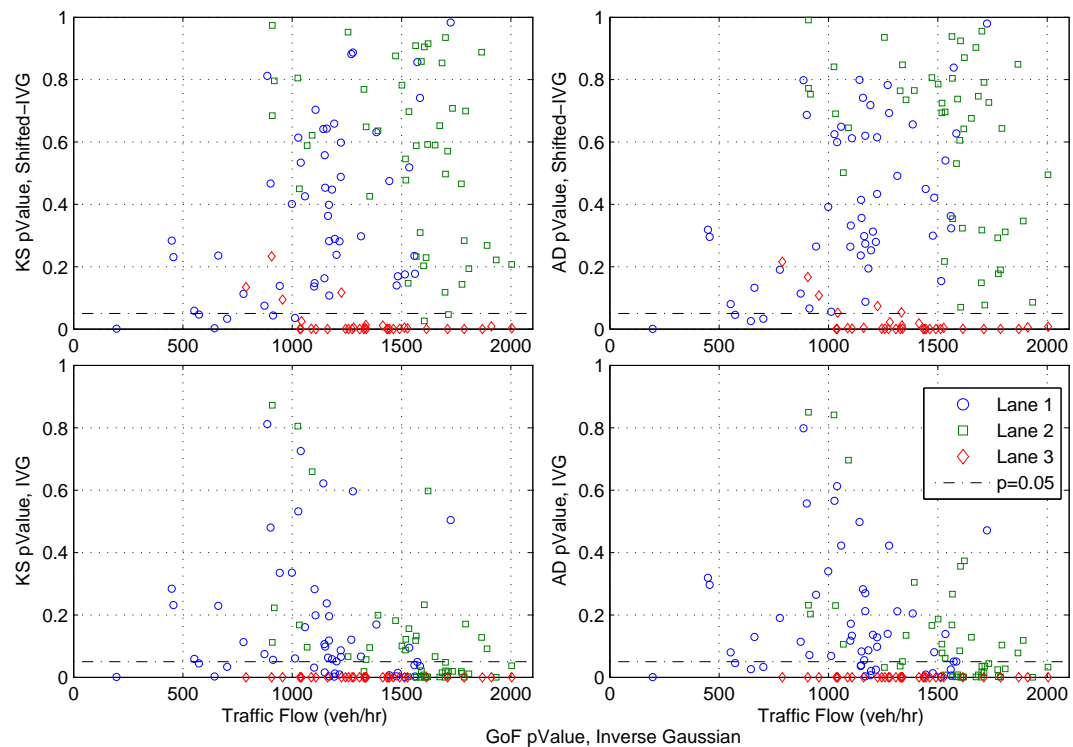 1
0.8
0.6
0.4
0.2
0
KS pValue, Shifted−IVG
0 500 1000 1500 2000
1
0.8
0.6
0.4
0.2
0
AD pValue, Shifted−IVG
0 500 1000 1500 2000
1
0.8
0.6
0.4
0.2
0
KS pValue, IVG
0 500 1000 1500 2000
Traffic Flow (veh/hr)
1
0.8
0.6
0.4
0.2
0
AD pValue, IVG
0 500 1000 1500 2000
Traffic Flow (veh/hr)
Lane 1
Lane 2
Lane 3
p=0.05
GoF pValue, Inverse Gaussian